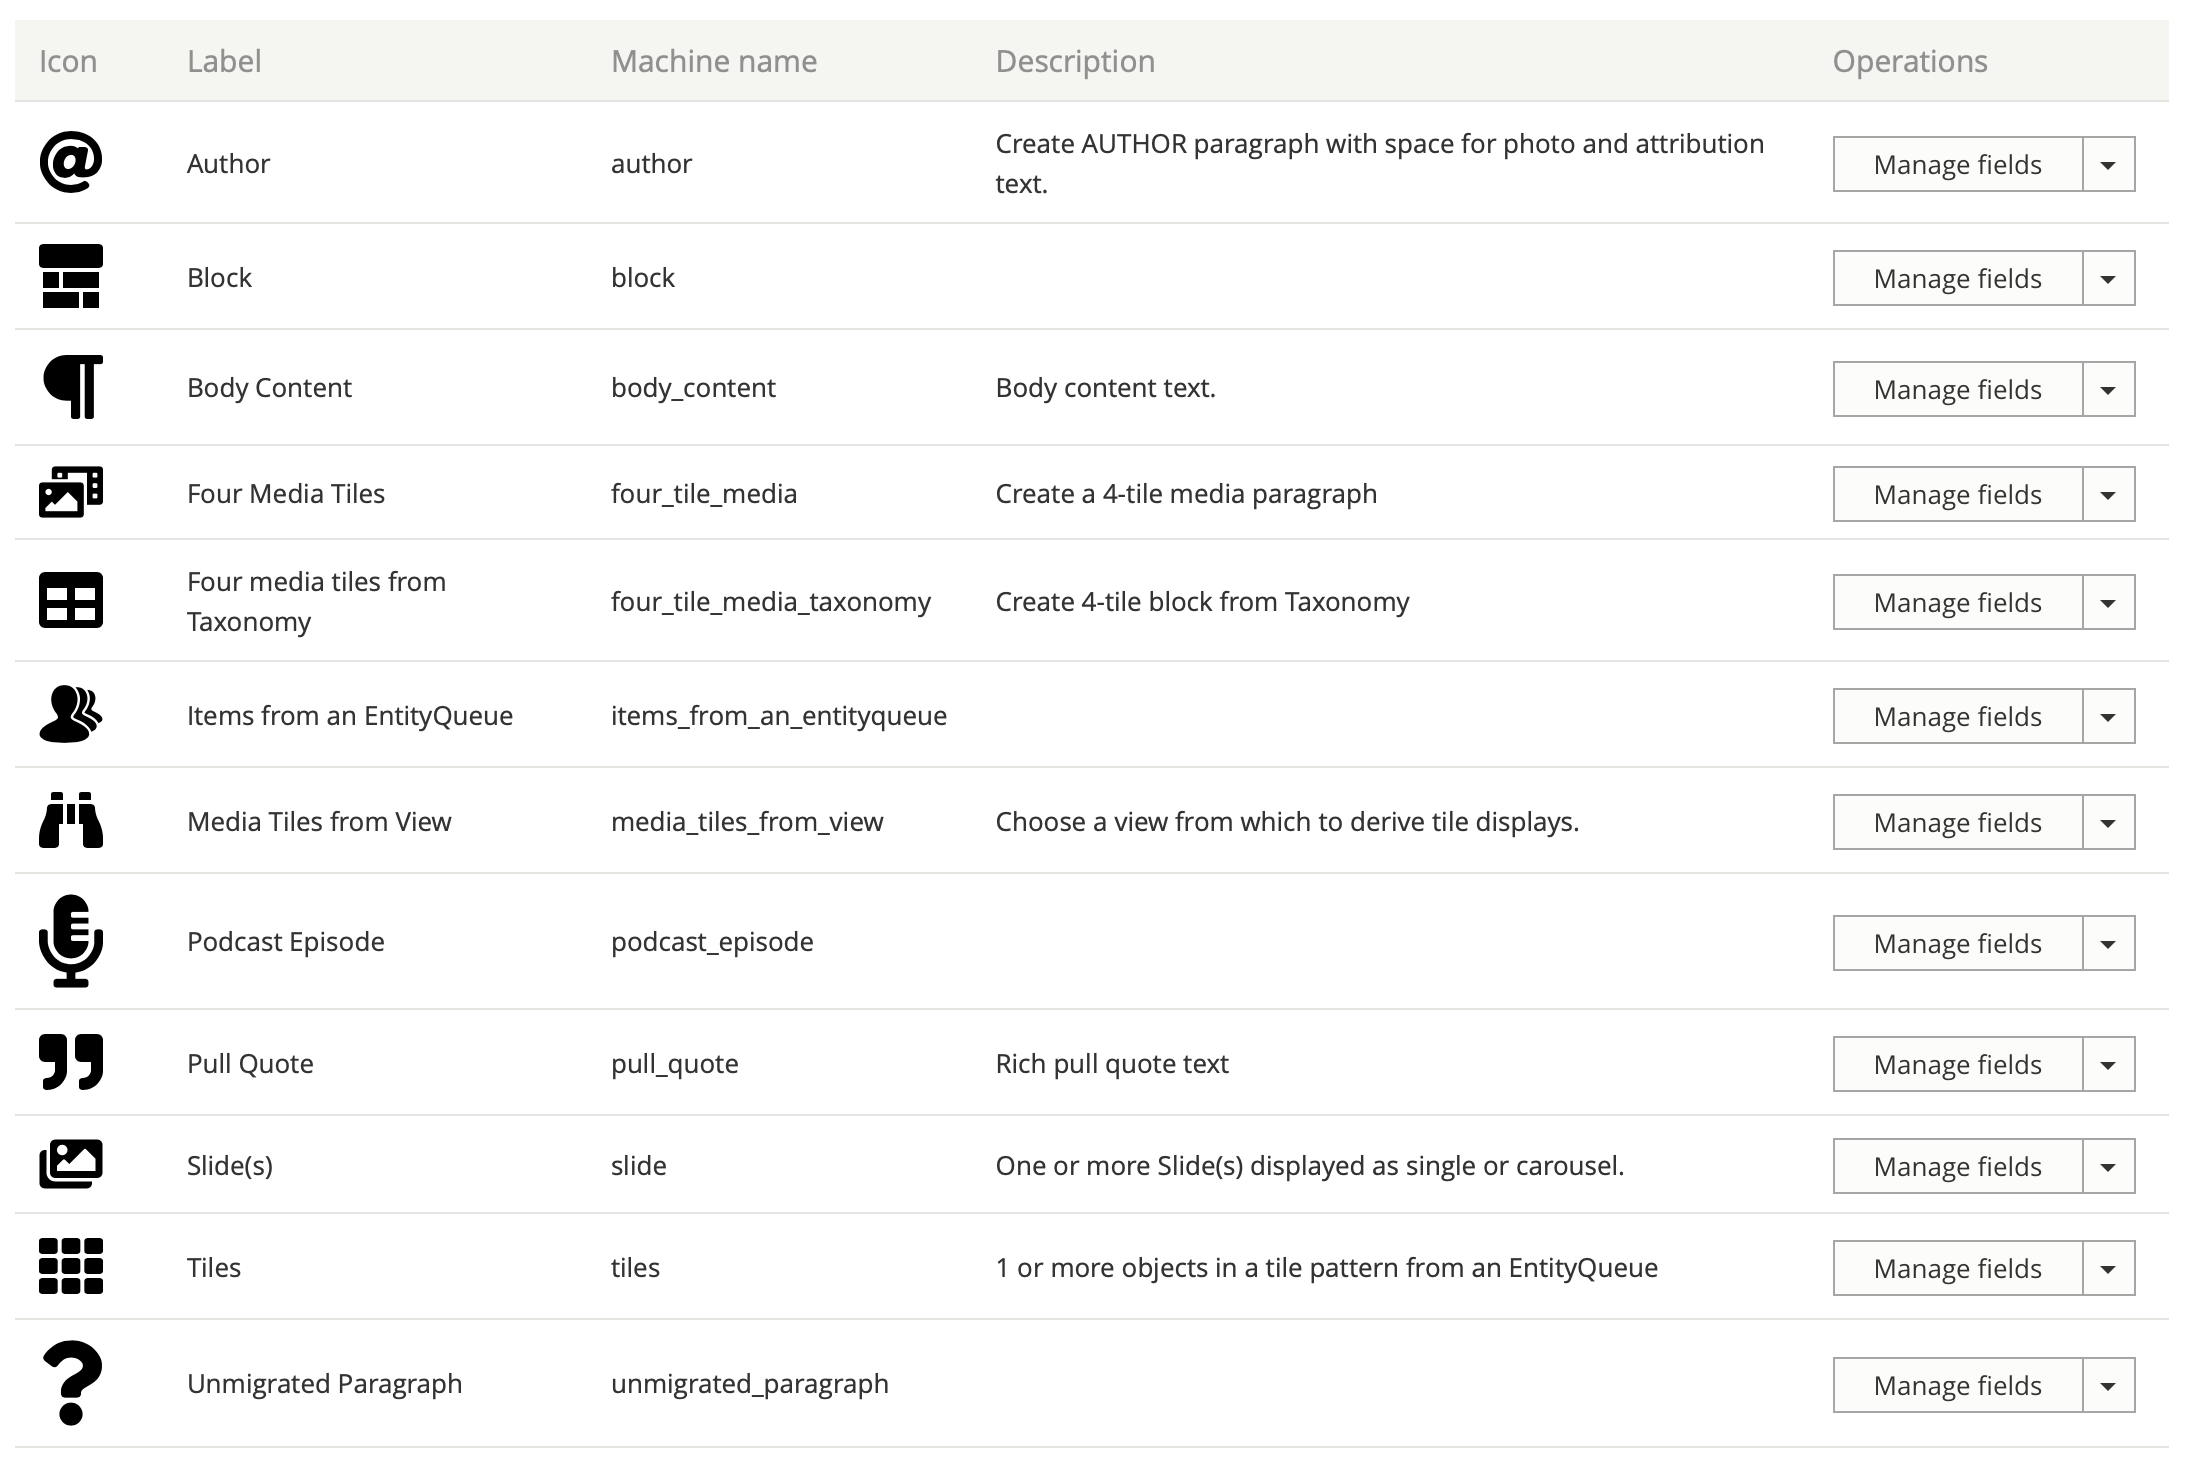 Icon Label Machine name Description Operations
Author author Create AUTHOR paragraph with space for photo and attribution
text. Manage fields
Block block Manage fields
Body Content body_content Body content text. Manage fields
Four Media Tiles four_tile_media Create a 4-tile media paragraph Manage fields
Four media tiles from
Taxonomy four_tile_media_taxonomy Create 4-tile block from Taxonomy Manage fields
Items from an EntityQueue items_from_an_entityqueue Manage fields
Media Tiles from View media_tiles_from_view Choose a view from which to derive tile displays. Manage fields
Podcast Episode podcast_episode Manage fields
Pull Quote pull_quote Rich pull quote text Manage fields
Slide(s) slide One or more Slide(s) displayed as single or carousel. Manage fields
Tiles tiles 1 or more objects in a tile pattern from an EntityQueue Manage fields
Unmigrated Paragraph unmigrated_paragraph Manage fields